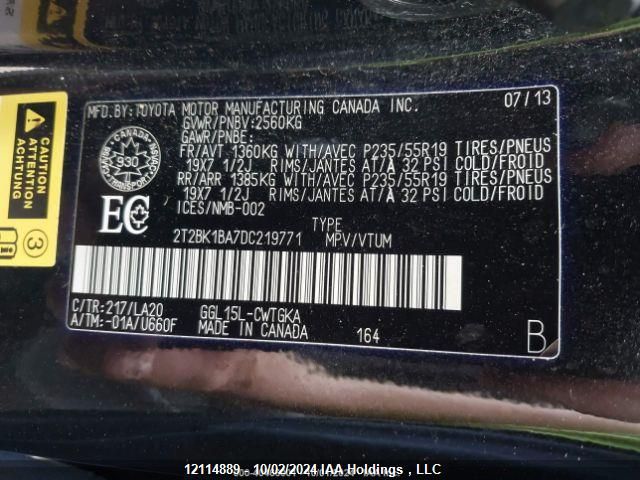 CAUTION
ATTENTION
ACHTUNG
3
MFD.BY:TOYOTA MOTOR MANUFACTURING CANADA INC. 07/13
GVWR/PNBV:2560KG
GAWR/PNBE:
FR/AVT 1360KG WITH/AVEC P235/55R19 TIRES/PNEUS
19X7 1/2J RIMS/JANTES AT/À 32 PSI COLD/FROID
RR/ARR 1385KG WITH/AVEC P235/55R19 TIRES/PNEUS
19X7 1/2J RIMS/JANTES AT/À 32 PSI COLD/FROID
ICES/NMB-002
CANADA
930
TRANSPORT
EC
TYPE
2T2BK1BA7DC219771 MPV/VTUM
C/TR:217/LA20 GGL15L-CWTGKA
A/TM:-01A/U660F MADE IN CANADA 164 B
12114889 - 10/02/2024 IAA Holdings , LLC